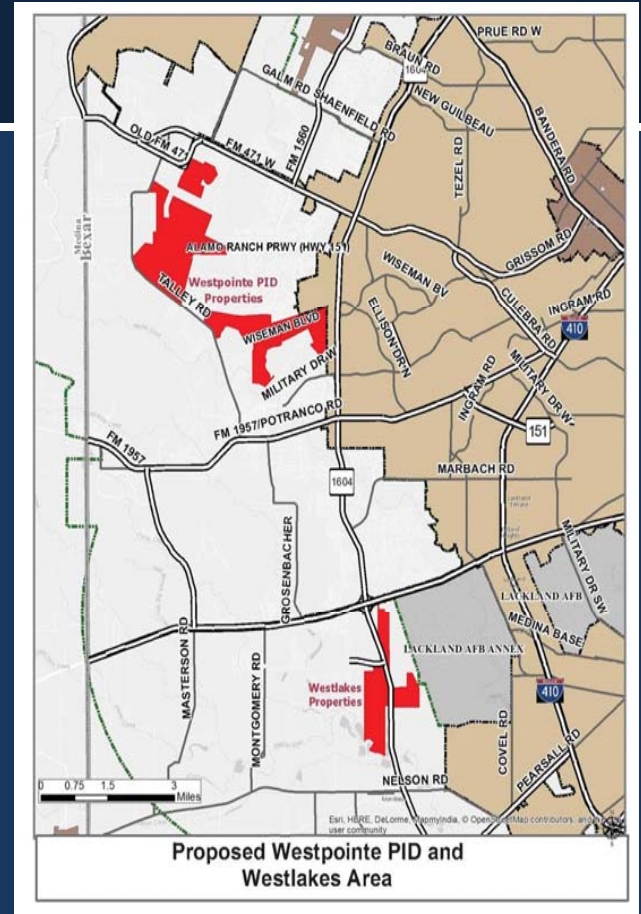 PRUE RD W
BRAUN RD
1604
GALM RD SHAENFIELD RD
NEW GUILBEAU
BANDERA RD
TEZEL RD
OLD FM 471
FM 471 W
FM 1560
GRISSOM RD
Medina
Bexar
ALAMO RANCH PRWY (HWY 151)
WISEMAN BV
Westpointe PID
Properties
TALLEY RD
CULEBRA RD
INGRAM RD
410
ELLISON DR N
WISEMAN BLVD
MILITARY DR W
INGRAM RD
MILITARY DR W
FM 1957/POTRANCO RD
151
FM 1957
MARBACH RD
1604
GROSENBACHER
MILITARY DR SW
LACKLAND AFB
MEDINA BASE
LACKLAND AFB ANNEX
MASTERSON RD
MONTGOMERY RD
Westlakes
Properties
410
COVEL RD
PEARSALL RD
NELSON RD
0 0.75 1.5 3
Miles
Esri, HERE, DeLorme, MapmyIndia, © OpenStreetMap contributors, and
user community
Proposed Westpointe PID and
Westlakes Area